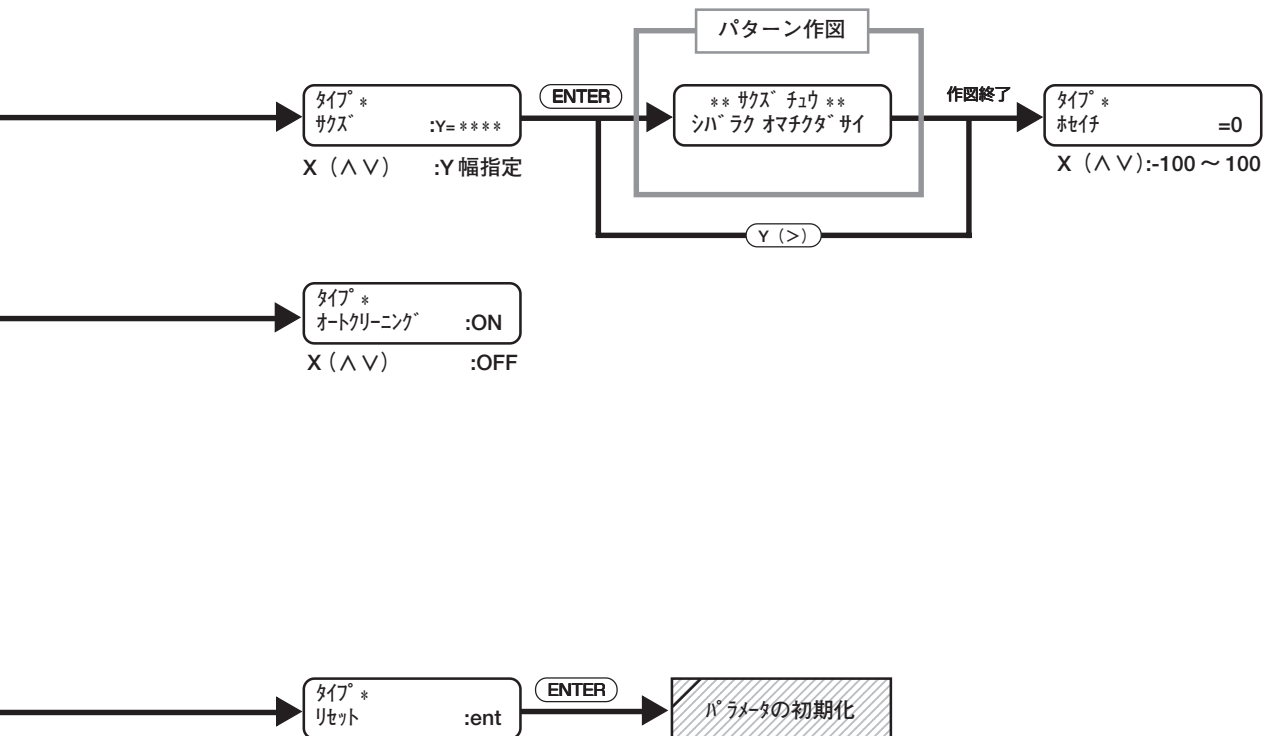 パターン作図
ﾀｲﾌﾟ *
ｻｸｽﾞ :Y= ****
X（∧∨） :Y 幅指定
ENTER
** ｻｸｽﾞ ﾁｭｳ **
ｼﾊﾞﾗｸ ｵﾏﾁｸﾀﾞｻｲ
作図終了
ﾀｲﾌﾟ *
ﾎｾｲﾁ =0
X（∧∨）:-100 ～ 100
Y（>）
ﾀｲﾌﾟ *
ｵｰﾄｸﾘｰﾆﾝｸﾞ :ON
X（∧∨） :OFF
ﾀｲﾌﾟ *
ﾘｾｯﾄ :ent
ENTER
ﾊﾟﾗﾒｰﾀの初期化